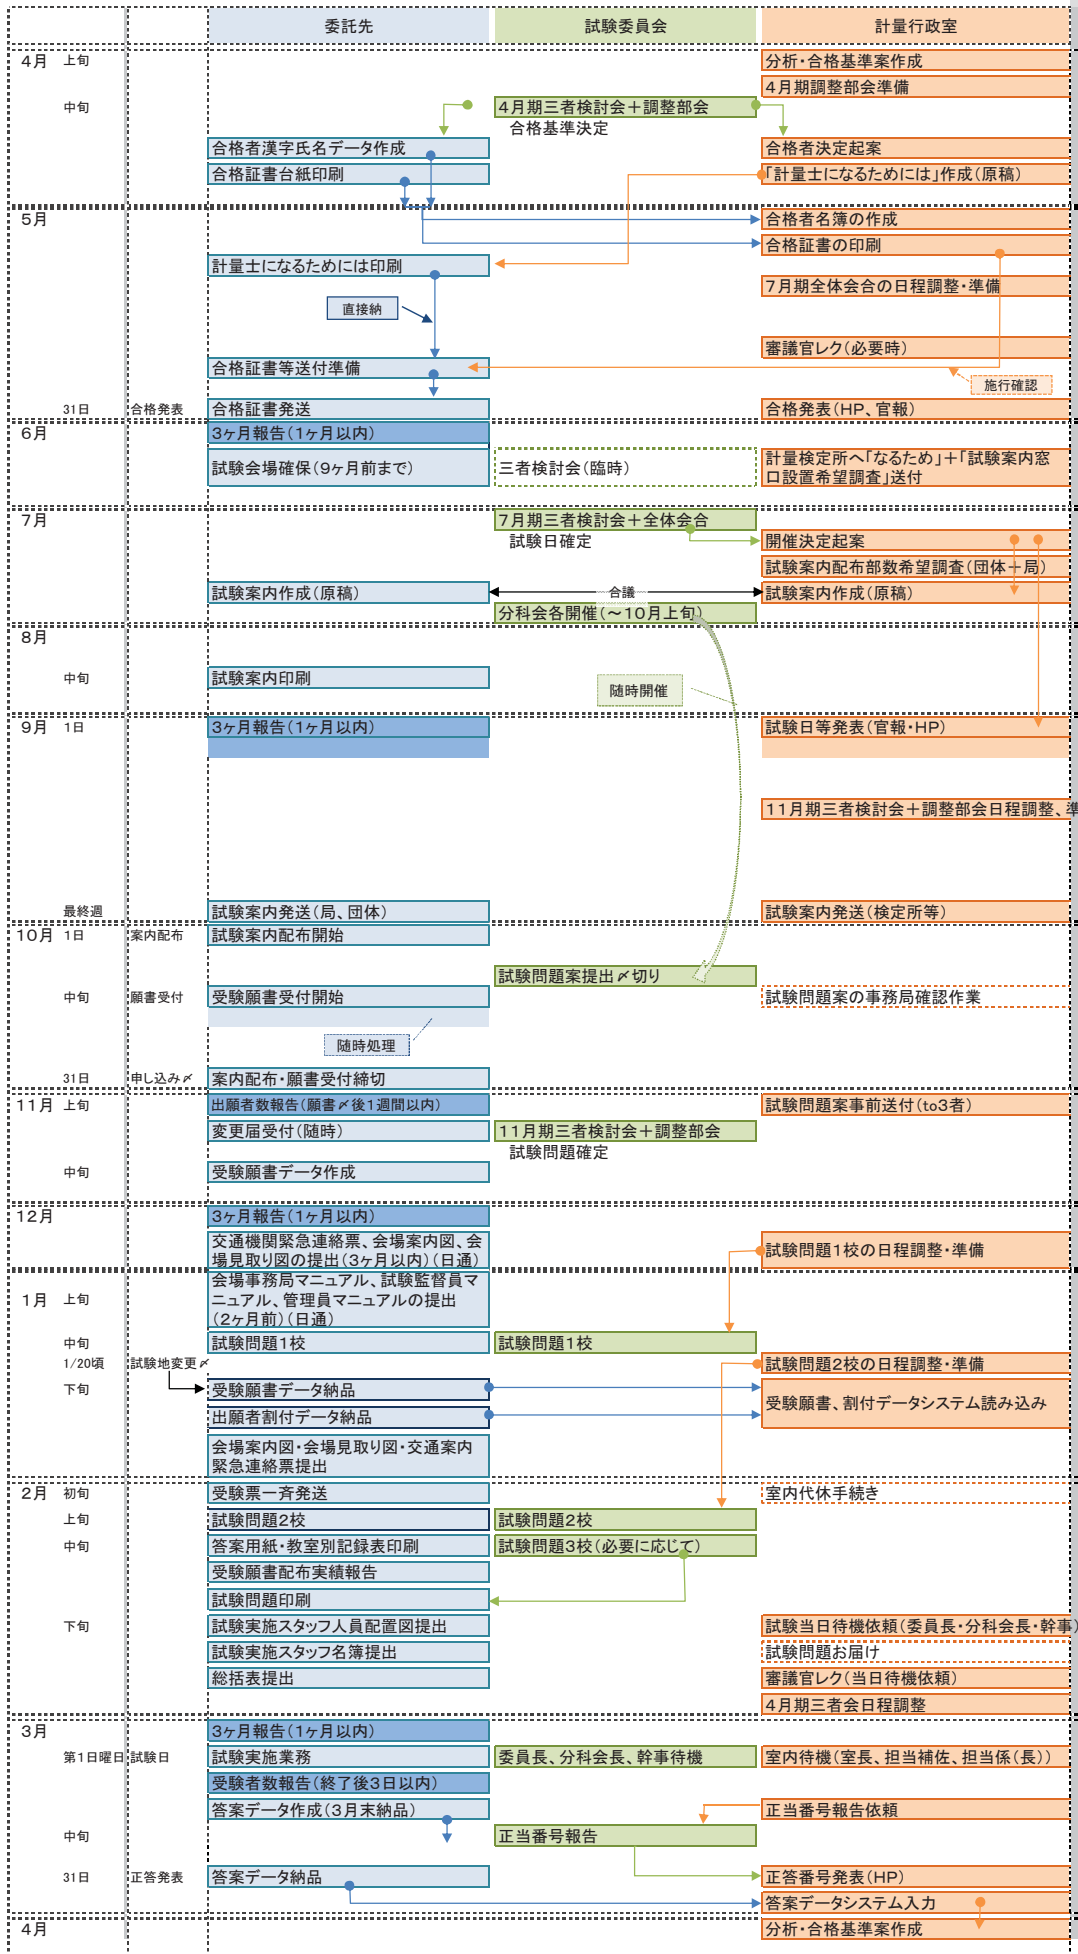 委託先
試験委員会
計量行政室
4月
上旬
分析・合格基準案作成
4月期調整部会準備
中旬
4月期三者検討会＋調整部会
合格基準決定
合格者漢字氏名データ作成
合格者決定起案
合格証書台紙印刷
「計量士になるためには」作成（原稿）
5月
合格者名簿の作成
合格証書の印刷
計量士になるためには印刷
7月期全体会合の日程調整・準備
直接納
審議官レク（必要時）
合格証書等送付準備
施行確認
31日
合格発表
合格証書発送
合格発表（HP、官報）
6月
3ヶ月報告（1ヶ月以内）
試験会場確保（9ヶ月前まで）
三者検討会（臨時）
計量検定所へ「なるため」＋「試験案内窓
口設置希望調査」送付
7月
7月期三者検討会＋全体会合
試験日確定
開催決定起案
試験案内配布部数希望調査（団体＋局）
試験案内作成（原稿）
合議
試験案内作成（原稿）
分科会各開催（～10月上旬）
8月
中旬
試験案内印刷
随時開催
9月
1日
3ヶ月報告（1ヶ月以内）
試験日等発表（官報・HP）
11月期三者検討会＋調整部会日程調整、準
最終週
試験案内発送（局、団体）
試験案内発送（検定所等）
10月
1日
案内配布
試験案内配布開始
試験問題案提出〆切り
中旬
願書受付
受験願書受付開始
試験問題案の事務局確認作業
随時処理
31日
申し込み〆
案内配布・願書受付締切
11月
上旬
出願者数報告（願書〆後1週間以内）
試験問題案事前送付（to3者）
変更届受付（随時）
11月期三者検討会＋調整部会
試験問題確定
中旬
受験願書データ作成
12月
3ヶ月報告（1ヶ月以内）
交通機関緊急連絡票、会場案内図、会
場見取り図の提出（3ヶ月以内）（日通）
試験問題1校の日程調整・準備
1月
上旬
会場事務局マニュアル、試験監督員マ
ニュアル、管理員マニュアルの提出
（2ヶ月前）（日通）
中旬
試験問題1校
試験問題1校
1/20頃
試験地変更〆
試験問題2校の日程調整・準備
下旬
受験願書データ納品
受験願書、割付データシステム読み込み
出願者割付データ納品
会場案内図・会場見取り図・交通案内
緊急連絡票提出
2月
初旬
受験票一斉発送
室内代休手続き
上旬
試験問題2校
試験問題2校
中旬
答案用紙・教室別記録表印刷
試験問題3校（必要に応じて）
受験願書配布実績報告
試験問題印刷
下旬
試験実施スタッフ人員配置図提出
試験当日待機依頼（委員長・分科会長・幹事）
試験実施スタッフ名簿提出
試験問題お届け
総括表提出
審議官レク（当日待機依頼）
4月期三者会日程調整
3月
3ヶ月報告（1ヶ月以内）
第1日曜日
試験日
試験実施業務
委員長、分科会長、幹事待機
室内待機（室長、担当補佐、担当係（長））
受験者数報告（終了後3日以内）
答案データ作成（3月末納品）
正当番号報告依頼
中旬
正当番号報告
31日
正答発表
答案データ納品
正答番号発表（HP）
答案データシステム入力
4月
分析・合格基準案作成